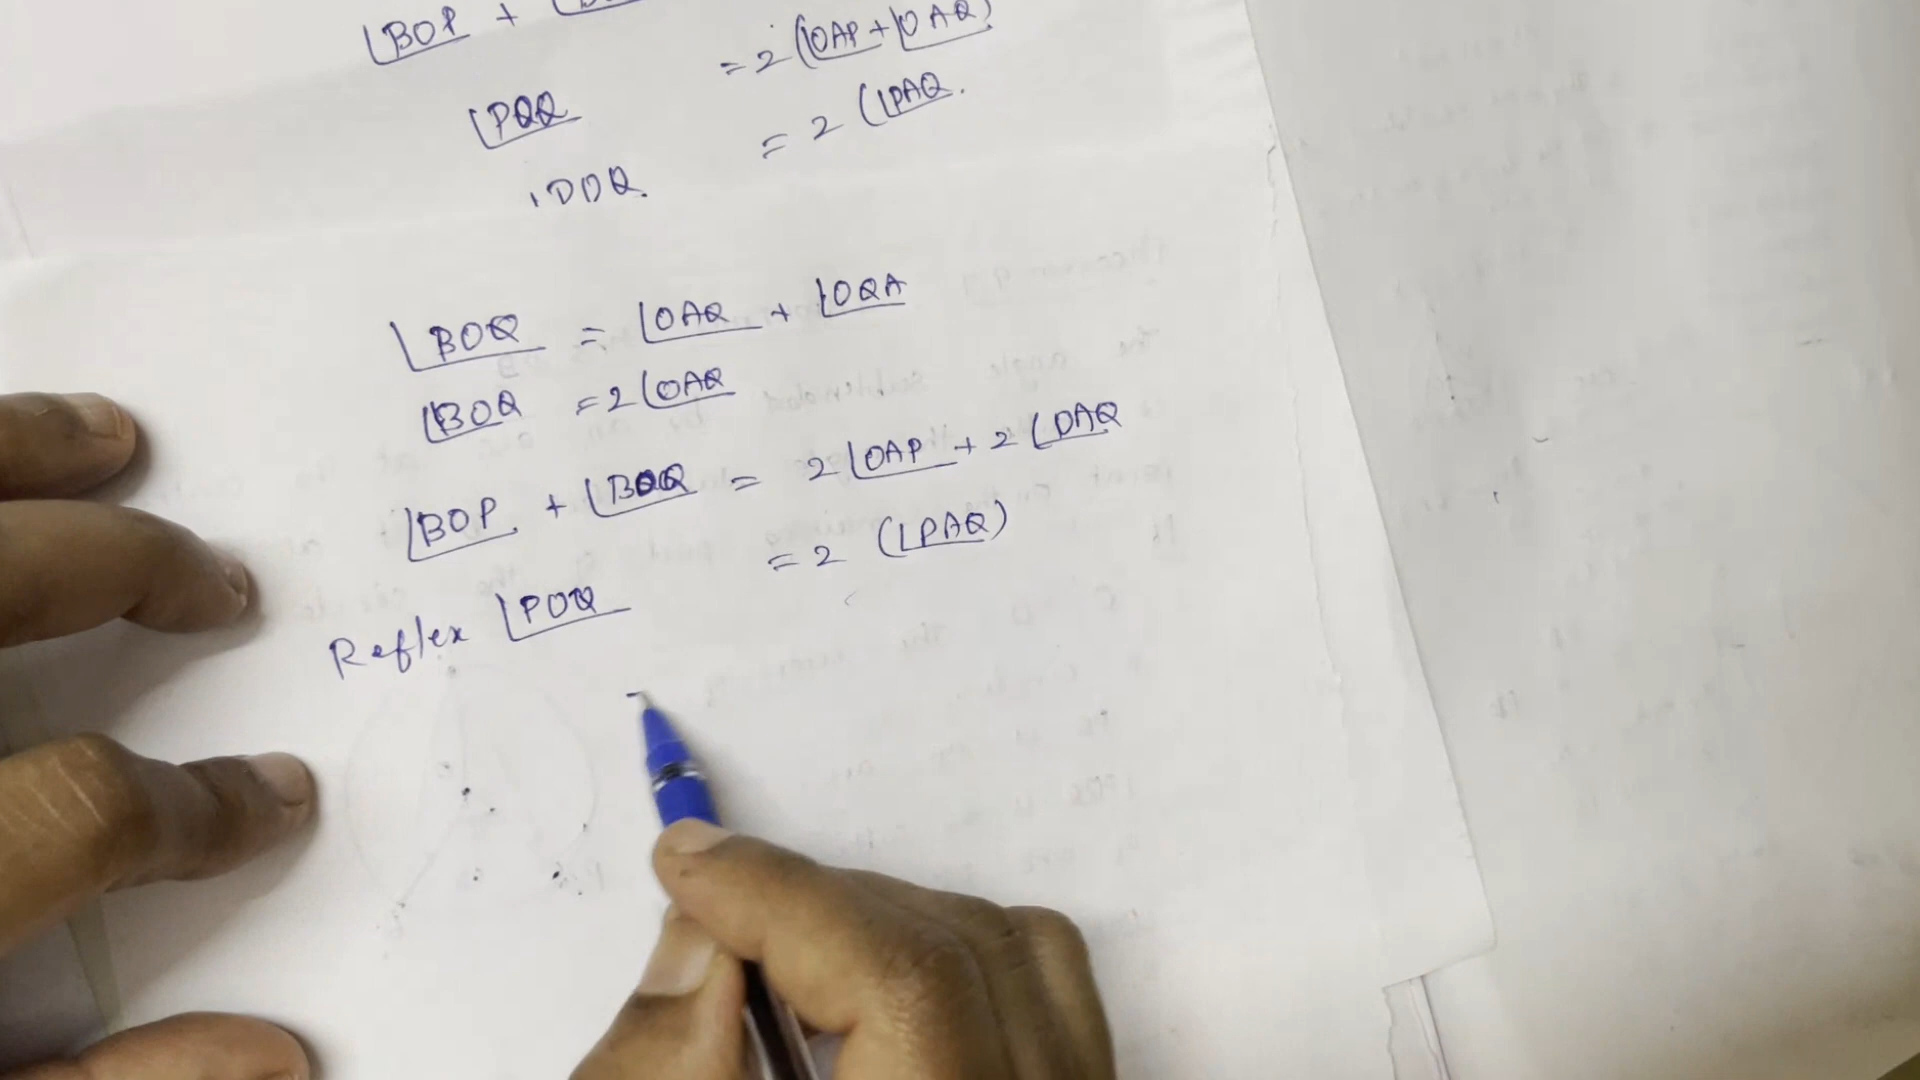 ∠BOP +
= 2 (∠OAP + ∠OAQ)
∠POQ
= 2 (∠PAQ.
∠BOQ = ∠OAQ + ∠OQA
∠BOQ = 2 ∠OAQ
∠BOP + ∠BOQ = 2 ∠OAP + 2 ∠OAQ
= 2 (∠PAQ)
Reflex ∠POQ